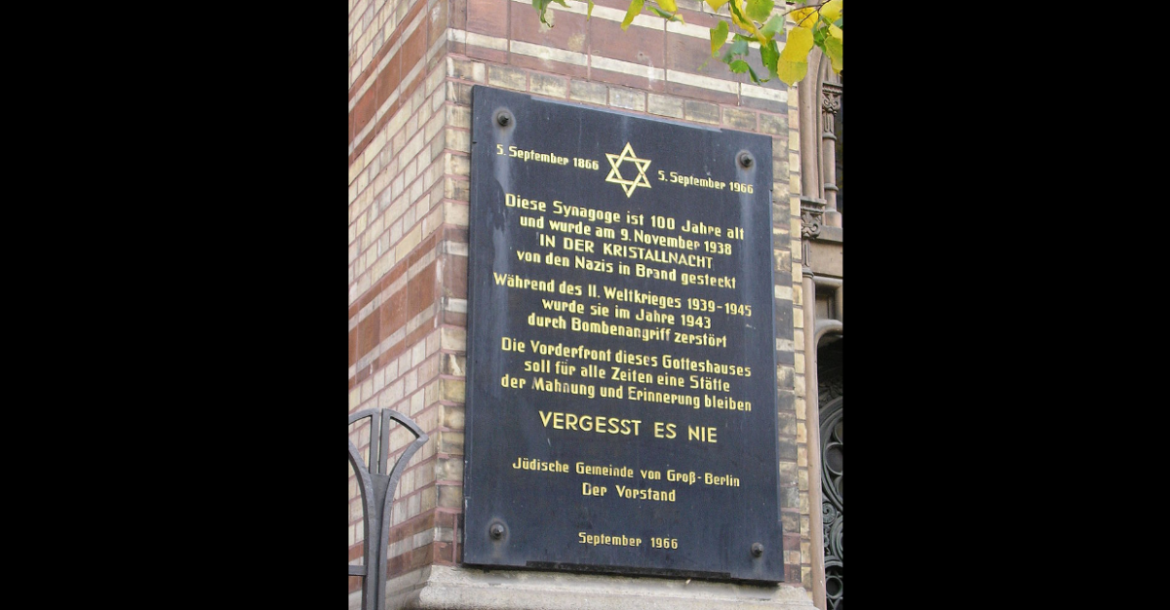 5. September 1866 5. September 1966
Diese Synagoge ist 100 Jahre alt
und wurde am 9. November 1938
IN DER KRISTALLNACHT
von den Nazis in Brand gesteckt
Während des II. Weltkrieges 1939-1945
wurde sie im Jahre 1943
durch Bombenangriff zerstört
Die Vorderfront dieses Gotteshauses
soll für alle Zeiten eine Stätte
der Mahnung und Erinnerung bleiben
VERGESST ES NIE
Jüdische Gemeinde von Groß-Berlin
Der Vorstand
September 1966